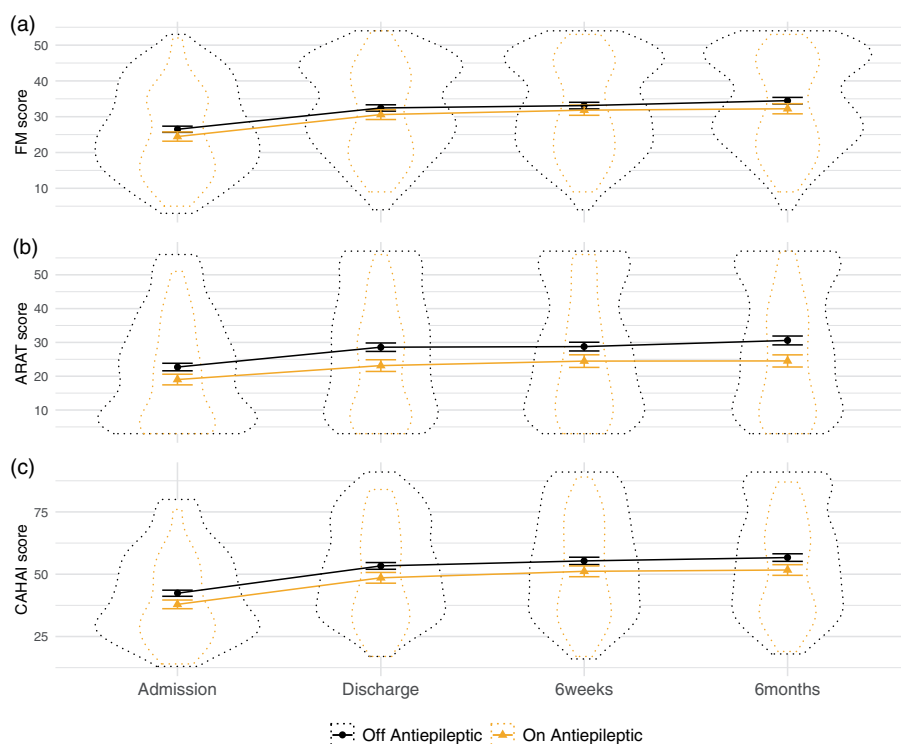 (a)
FM score
50
40
30
20
10
(b)
ARAT score
50
40
30
20
10
(c)
CAHAI score
75
50
25
Admission Discharge 6weeks 6months
Off Antiepileptic On Antiepileptic